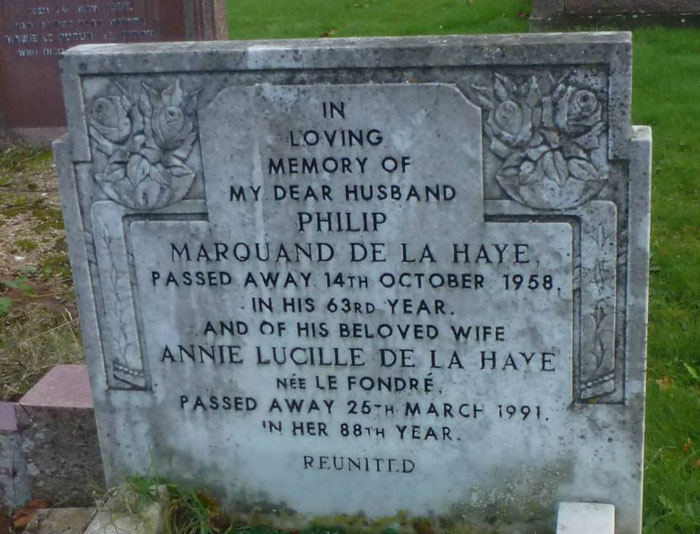 IN
LOVING
MEMORY OF
MY DEAR HUSBAND
PHILIP
MARQUAND DE LA HAYE.
PASSED AWAY 14TH OCTOBER 1958.
IN HIS 63RD YEAR.
AND OF HIS BELOVED WIFE
ANNIE LUCILLE DE LA HAYE
NÉE LE FONDRÉ.
PASSED AWAY 25TH MARCH 1991.
IN HER 88TH YEAR.
REUNITED